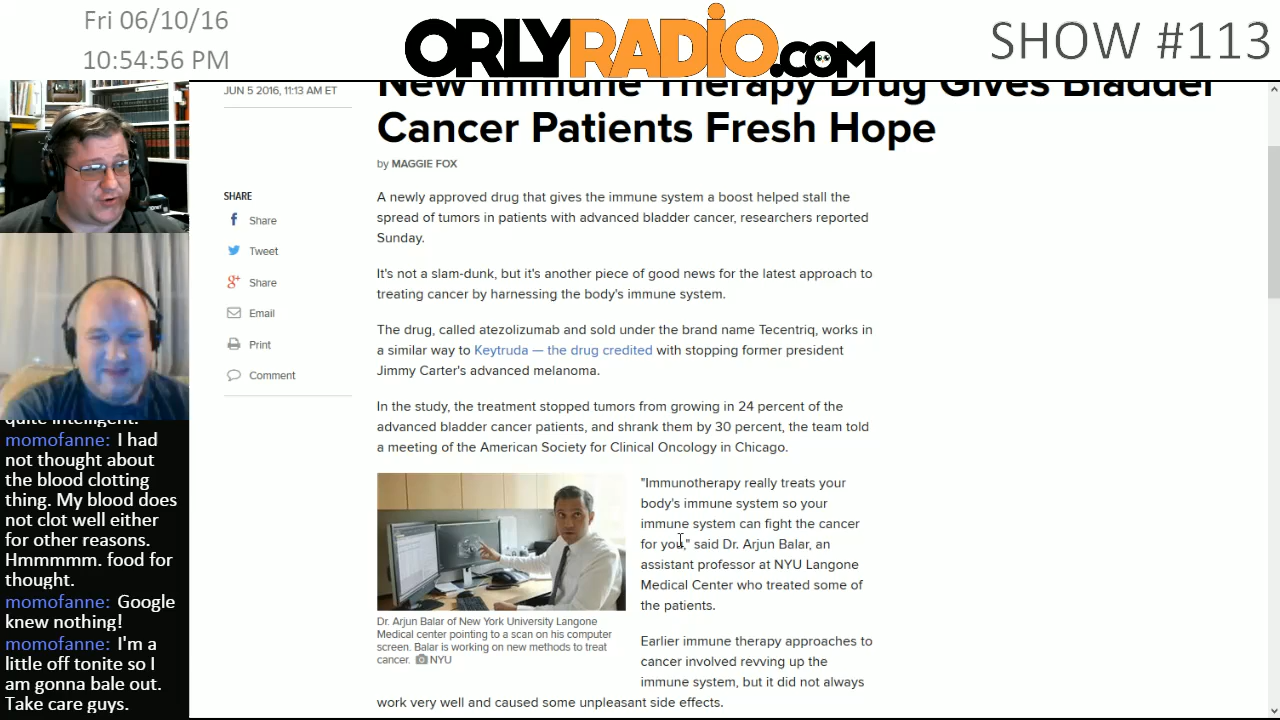 Fri 06/10/16
10:54:56 PM
ORLYRADIO.COM
SHOW #113
JUN 5 2016, 11:13 AM ET
New Immune Therapy Drug Gives Bladder
Cancer Patients Fresh Hope
by MAGGIE FOX
SHARE
Share
Tweet
Share
Email
Print
Comment
A newly approved drug that gives the immune system a boost helped stall the
spread of tumors in patients with advanced bladder cancer, researchers reported
Sunday.
It's not a slam-dunk, but it's another piece of good news for the latest approach to
treating cancer by harnessing the body's immune system.
The drug, called atezolizumab and sold under the brand name Tecentriq, works in
a similar way to Keytruda — the drug credited with stopping former president
Jimmy Carter's advanced melanoma.
In the study, the treatment stopped tumors from growing in 24 percent of the
advanced bladder cancer patients, and shrank them by 30 percent, the team told
a meeting of the American Society for Clinical Oncology in Chicago.
"Immunotherapy really treats your
body's immune system so your
immune system can fight the cancer
for you," said Dr. Arjun Balar, an
assistant professor at NYU Langone
Medical Center who treated some of
the patients.
Dr. Arjun Balar of New York University Langone
Medical center pointing to a scan on his computer
screen. Balar is working on new methods to treat
cancer. NYU
Earlier immune therapy approaches to
cancer involved revving up the
immune system, but it did not always
work very well and caused some unpleasant side effects.
quite intelligent.
momofanne: I had
not thought about
the blood clotting
thing. My blood does
not clot well either
for other reasons.
Hmmmmm. food for
thought.
momofanne: Google
knew nothing!
momofanne: I'm a
little off tonite so I
am gonna bale out.
Take care guys.